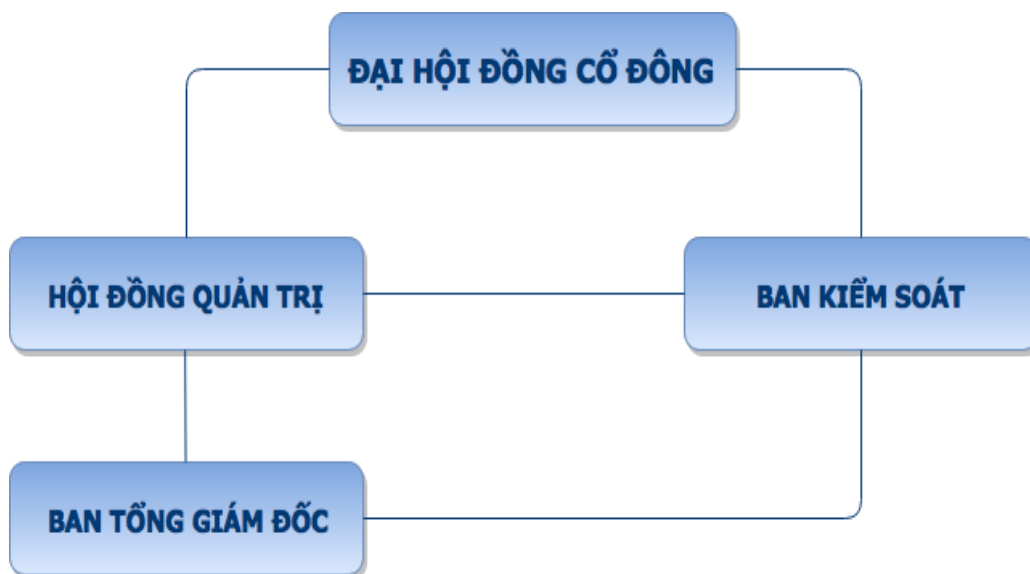 ĐẠI HỘI ĐỒNG CỔ ĐÔNG
HỘI ĐỒNG QUẢN TRỊ
BAN KIỂM SOÁT
BAN TỔNG GIÁM ĐỐC